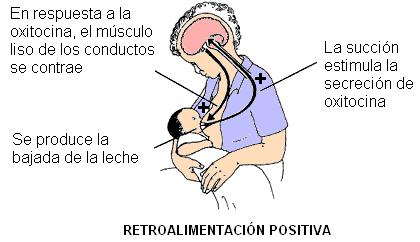 En respuesta a la
oxitocina, el músculo
liso de los conductos
se contrae
La succión
estimula la
secreción de
oxitocina
+
+
Se produce la
bajada de la leche
RETROALIMENTACIÓN POSITIVA